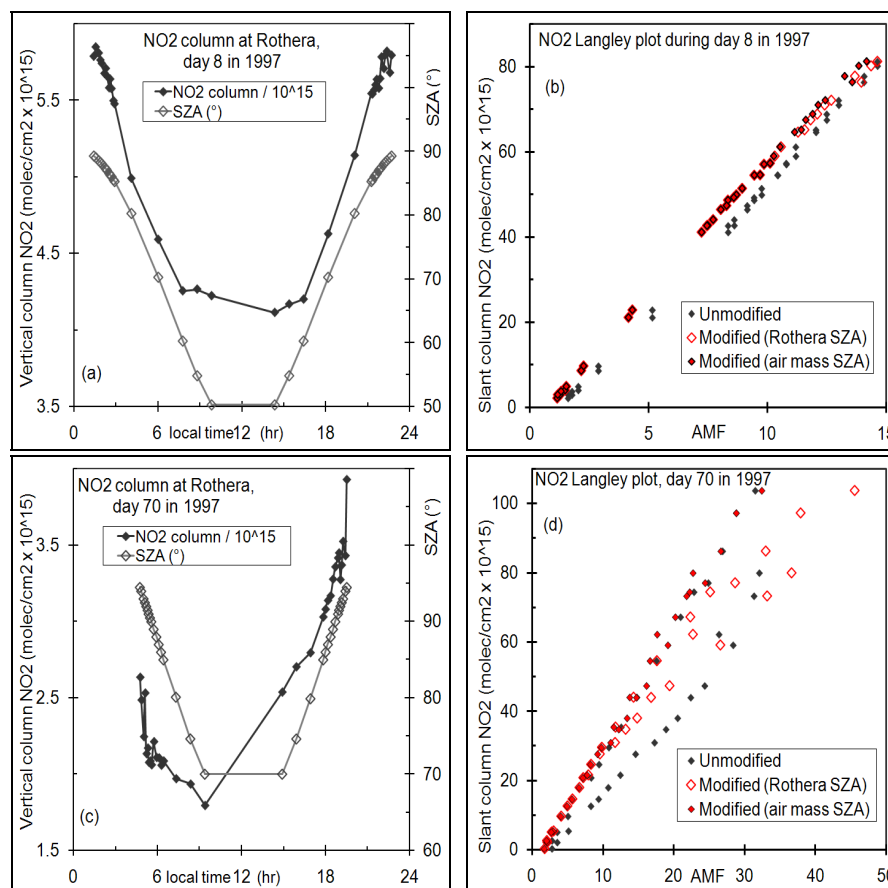 NO2 column at Rothera,
day 8 in 1997
NO2 column / 10^15
SZA (°)
Vertical column NO2 (molec/cm2 x 10^15)
5.5
4.5
3.5
SZA (°)
100
90
80
70
60
50
(a)
0 6 local time 12 (hr) 18 24
NO2 Langley plot during day 8 in 1997
(b)
Slant column NO2 (molec/cm2 x 10^15)
80
60
40
20
0
Unmodified
Modified (Rothera SZA)
Modified (air mass SZA)
0 5 AMF 10 15
NO2 column at Rothera,
day 70 in 1997
NO2 column / 10^15
SZA (°)
Vertical column NO2 (molec/cm2 x 10^15)
3.5
2.5
1.5
SZA (°)
100
90
80
70
60
(c)
0 6 local time 12 (hr) 18 24
NO2 Langley plot, day 70 in 1997
(d)
Slant column NO2 (molec/cm2 x 10^15)
100
80
60
40
20
0
Unmodified
Modified (Rothera SZA)
Modified (air mass SZA)
0 10 20 AMF 30 40 50